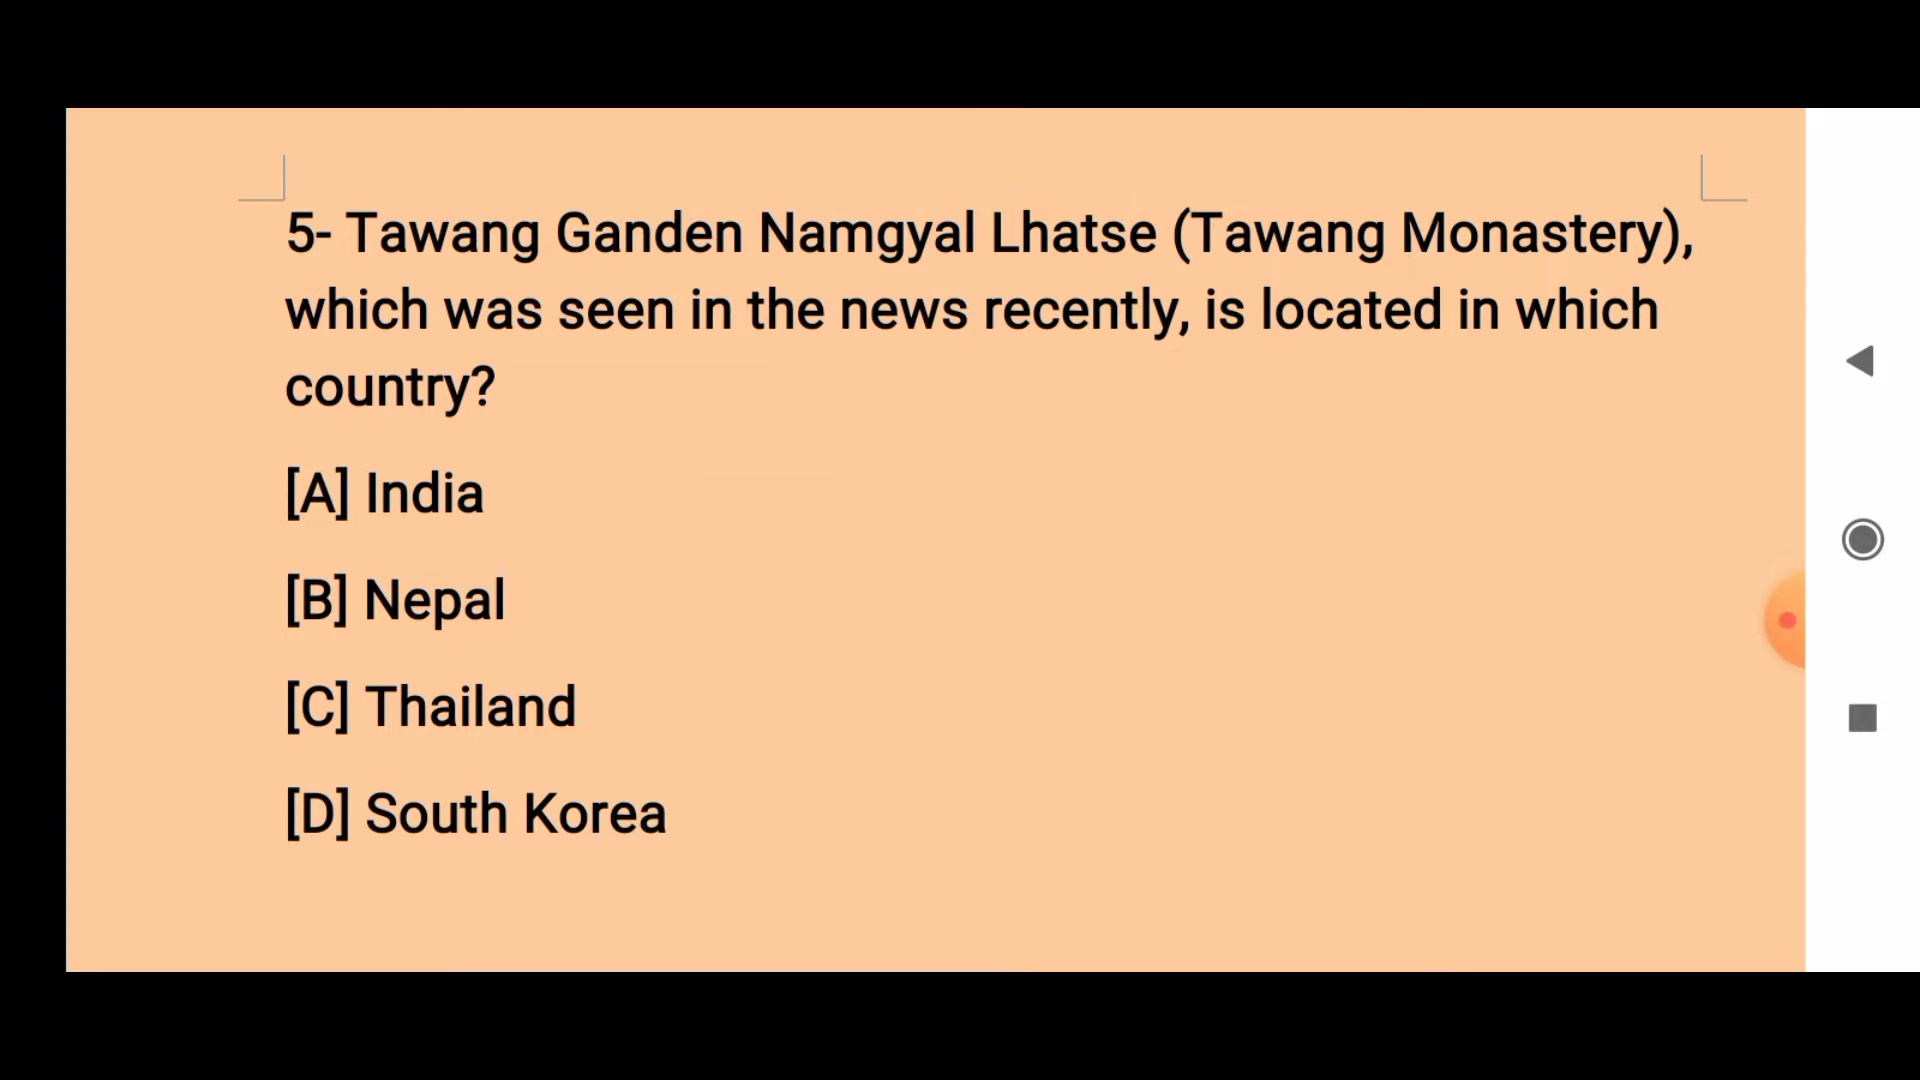 5- Tawang Ganden Namgyal Lhatse (Tawang Monastery),
which was seen in the news recently, is located in which
country?
[A] India
[B] Nepal
[C] Thailand
[D] South Korea